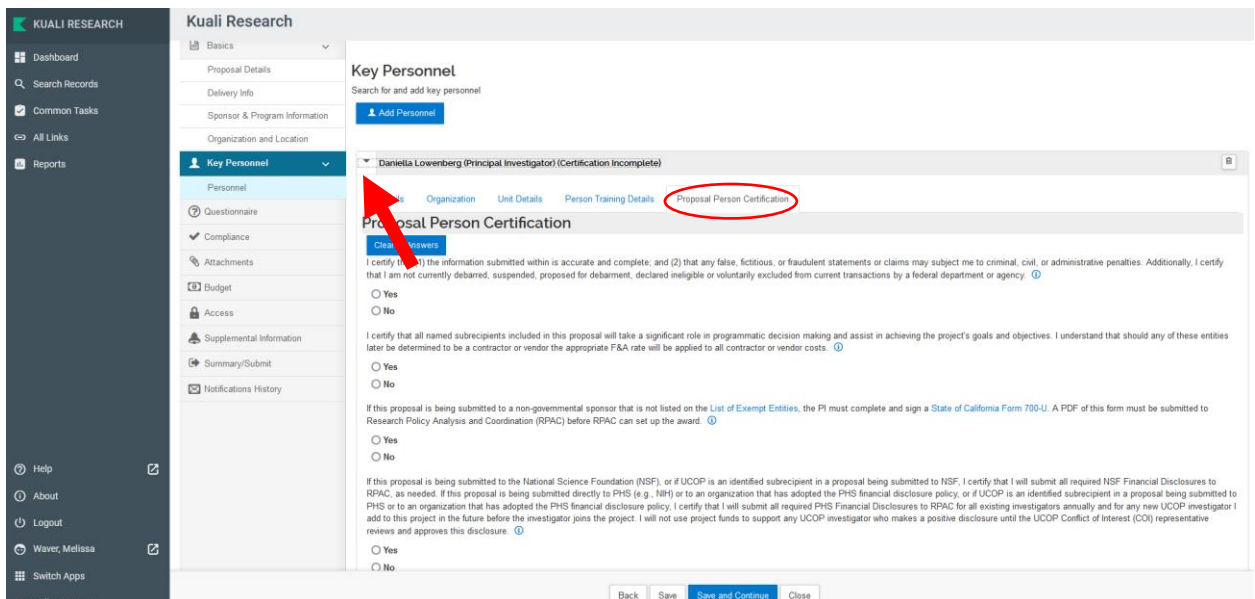 KUALI RESEARCH
Dashboard
Search Records
Common Tasks
All Links
Reports
Help
About
Logout
Waver, Melissa
Switch Apps
Kuali Research
Basics
Proposal Details
Delivery Info
Sponsor & Program Information
Organization and Location
Key Personnel
Personnel
Questionnaire
Compliance
Attachments
Budget
Access
Supplemental Information
Summary/Submit
Notifications History
Key Personnel
Search for and add key personnel
Add Personnel
Daniella Lowenberg (Principal Investigator) (Certification Incomplete)
Organization Unit Details Person Training Details Proposal Person Certification
Proposal Person Certification
I certify (1) the information submitted within is accurate and complete; and (2) that any false, fictitious, or fraudulent statements or claims may subject me to criminal, civil, or administrative penalties. Additionally, I certify
that I am not currently debarred, suspended, proposed for debarment, declared ineligible or voluntarily excluded from current transactions by a federal department or agency.
Yes
No
I certify that all named subrecipients included in this proposal will take a significant role in programmatic decision making and assist in achieving the project's goals and objectives. I understand that should any of these entities
later be determined to be a contractor or vendor the appropriate F&A rate will be applied to all contractor or vendor costs.
Yes
No
If this proposal is being submitted to a non-governmental sponsor that is not listed on the List of Exempt Entities, the PI must complete and sign a State of California Form 700-U. A PDF of this form must be submitted to
Research Policy Analysis and Coordination (RPAC) before RPAC can set up the award.
Yes
No
If this proposal is being submitted to the National Science Foundation (NSF), or if UCOP is an identified subrecipient in a proposal being submitted to NSF, I certify that I will submit all required NSF Financial Disclosures to
RPAC, as needed. If this proposal is being submitted directly to PHS (e.g., NIH) or to an organization that has adopted the PHS financial disclosure policy, or if UCOP is an identified subrecipient in a proposal being submitted to
PHS or to an organization that has adopted the PHS financial disclosure policy, I certify that I will submit all required PHS Financial Disclosures to RPAC for all existing investigators annually and for any new UCOP investigator I
add to this project in the future before the investigator joins the project. I will not use project funds to support any UCOP investigator who makes a positive disclosure until the UCOP Conflict of Interest (COI) representative
reviews and approves this disclosure.
Yes
No
Back Save Save and Continue Close